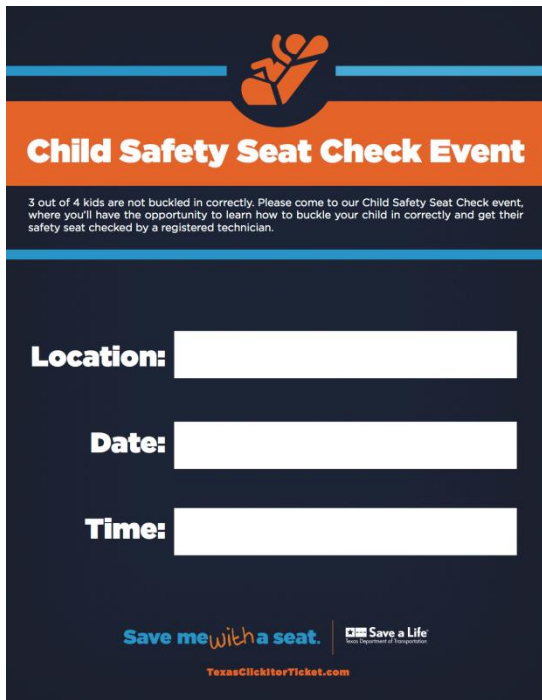 Child Safety Seat Check Event
3 out of 4 kids are not buckled in correctly. Please come to our Child Safety Seat Check event,
where you'll have the opportunity to learn how to buckle your child in correctly and get their
safety seat checked by a registered technician.
Location:
Date:
Time:
Save me with a seat.
Save a Life
Texas Department of Transportation
TexasClickItorTicket.com